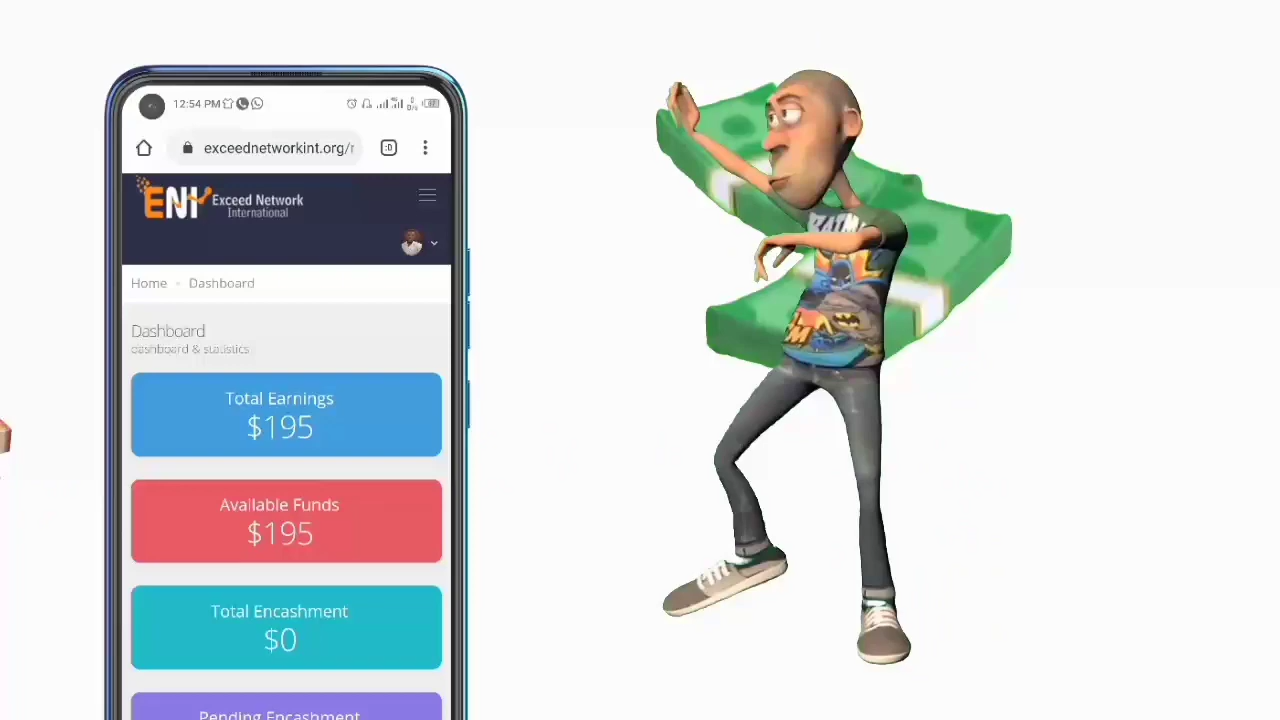 12:54 PM
exceednetworkint.org/r
ENI Exceed Network
International
Home
Dashboard
Dashboard
dashboard & statistics
Total Earnings
$195
Available Funds
$195
Total Encashment
$0
Pending Encashment